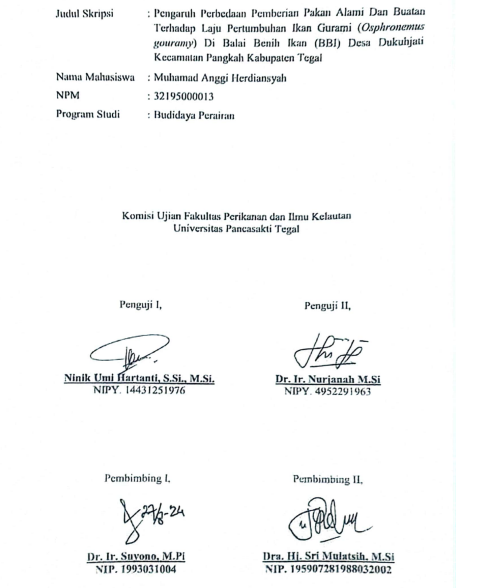 Judul Skripsi : Pengaruh Perbedaan Pemberian Pakan Alami Dan Buatan
Terhadap Laju Pertumbuhan Ikan Gurami (Osphronemus
gouramy) Di Balai Benih Ikan (BBI) Desa Dukuhjati
Kecamatan Pangkah Kabupaten Tegal
Nama Mahasiswa : Muhamad Anggi Herdiansyah
NPM : 32195000013
Program Studi : Budidaya Perairan
Komisi Ujian Fakultas Perikanan dan Ilmu Kelautan
Universitas Pancasakti Tegal
Penguji I, Penguji II,
Ninik Umi Hartanti, S.Si., M.Si. Dr. Ir. Nurjanah M.Si
NIPY. 14431251976 NIPY. 4952291963
Pembimbing I, Pembimbing II,
27/8-24
Dr. Ir. Suyono, M.Pi Dra. Hj. Sri Mulatsih, M.Si
NIP. 1993031004 NIP. 195907281988032002